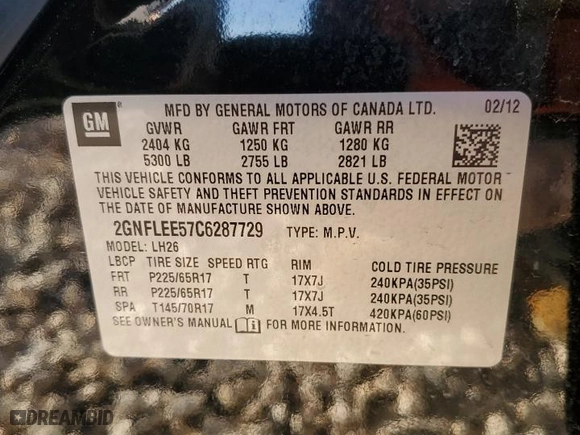 GM
MFD BY GENERAL MOTORS OF CANADA LTD. 02/12
GVWR GAWR FRT GAWR RR
2404 KG 1250 KG 1280 KG
5300 LB 2755 LB 2821 LB
THIS VEHICLE CONFORMS TO ALL APPLICABLE U.S. FEDERAL MOTOR
VEHICLE SAFETY AND THEFT PREVENTION STANDARDS IN EFFECT ON THE
DATE OF MANUFACTURE SHOWN ABOVE.
2GNFLEE57C6287729 TYPE: M.P.V.
MODEL: LH26
LBCP TIRE SIZE SPEED RTG RIM COLD TIRE PRESSURE
FRT P225/65R17 T 17X7J 240KPA(35PSI)
RR P225/65R17 T 17X7J 240KPA(35PSI)
SPA T145/70R17 M 17X4.5T 420KPA(60PSI)
SEE OWNER'S MANUAL FOR MORE INFORMATION.
DREAMBID